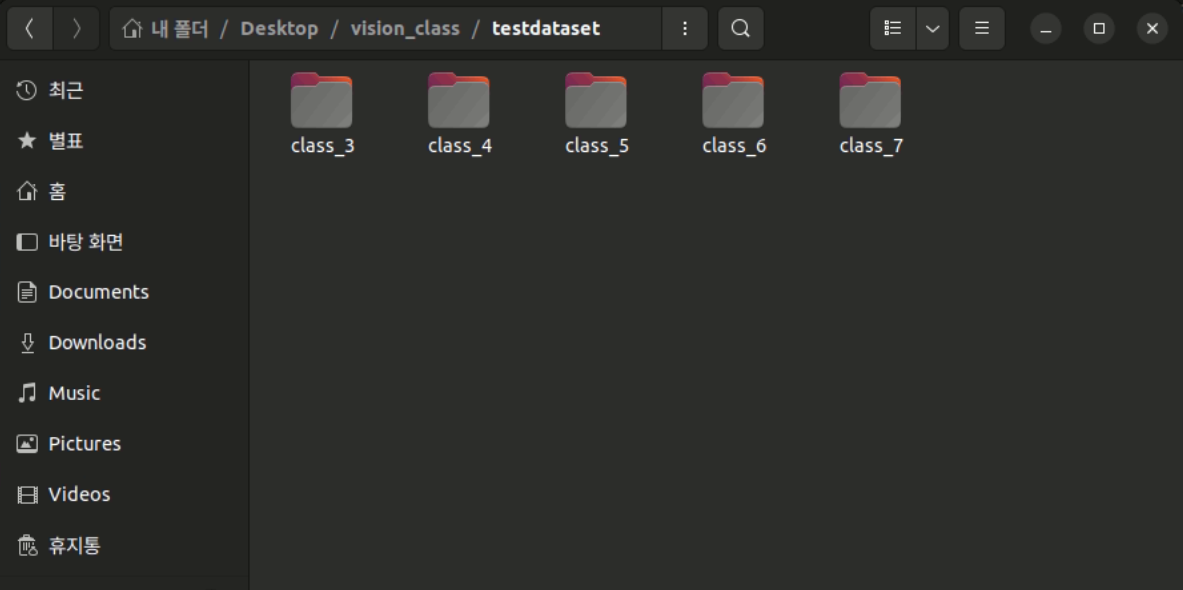 내 폴더 / Desktop / vision_class / testdataset
최근
별표
홈
바탕 화면
Documents
Downloads
Music
Pictures
Videos
휴지통
class_3 class_4 class_5 class_6 class_7